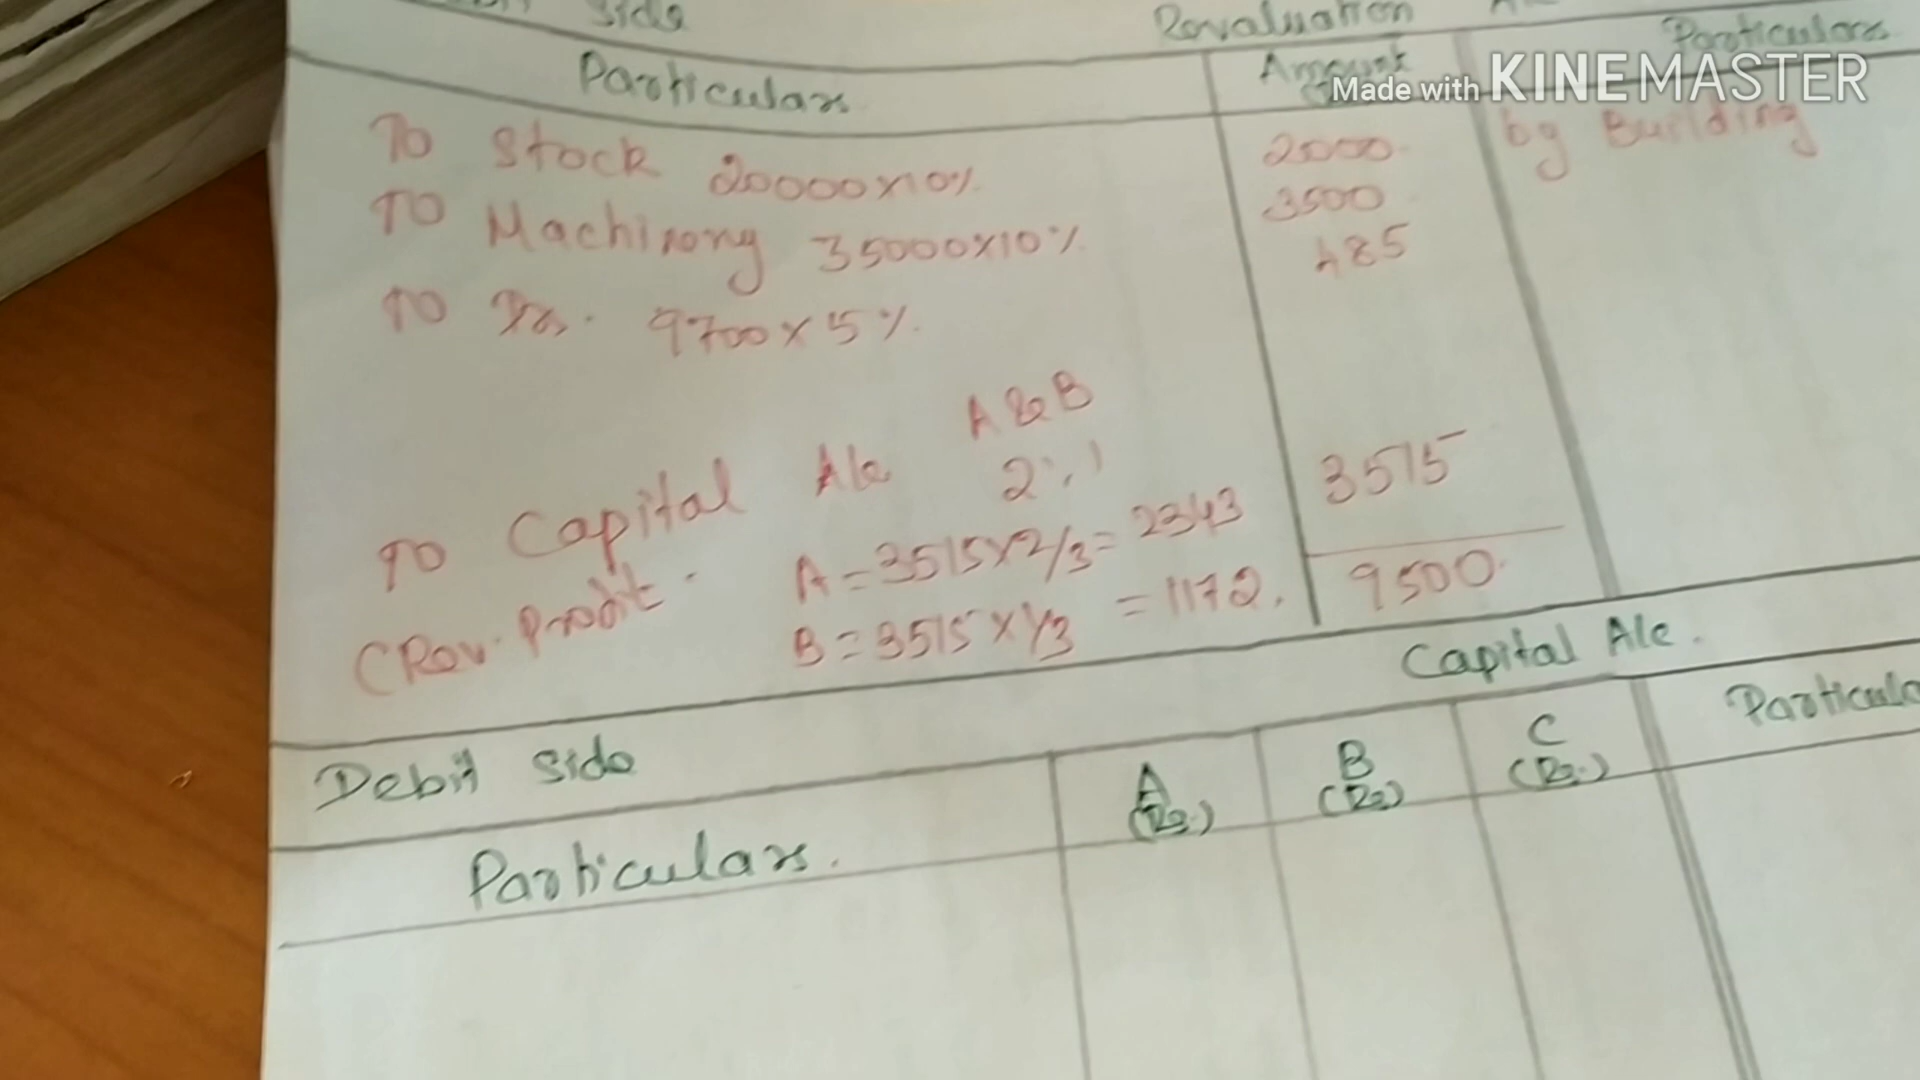 Side Revaluation
Particulars Amount Particulars
Made with KINEMASTER
To Stock 20000x10% 2000 by Building
To Machinery 35000x10% 3500
To Drs. 9700x5% 485
A & B
To Capital A/c 2:1 3515
(Rev. Profit. A = 3515x2/3 = 2343
B = 3515x1/3 = 1172. 9500
Capital A/c.
Debit Side
Particulars. A (Rs.) B (Rs) C (Rs.) Particula